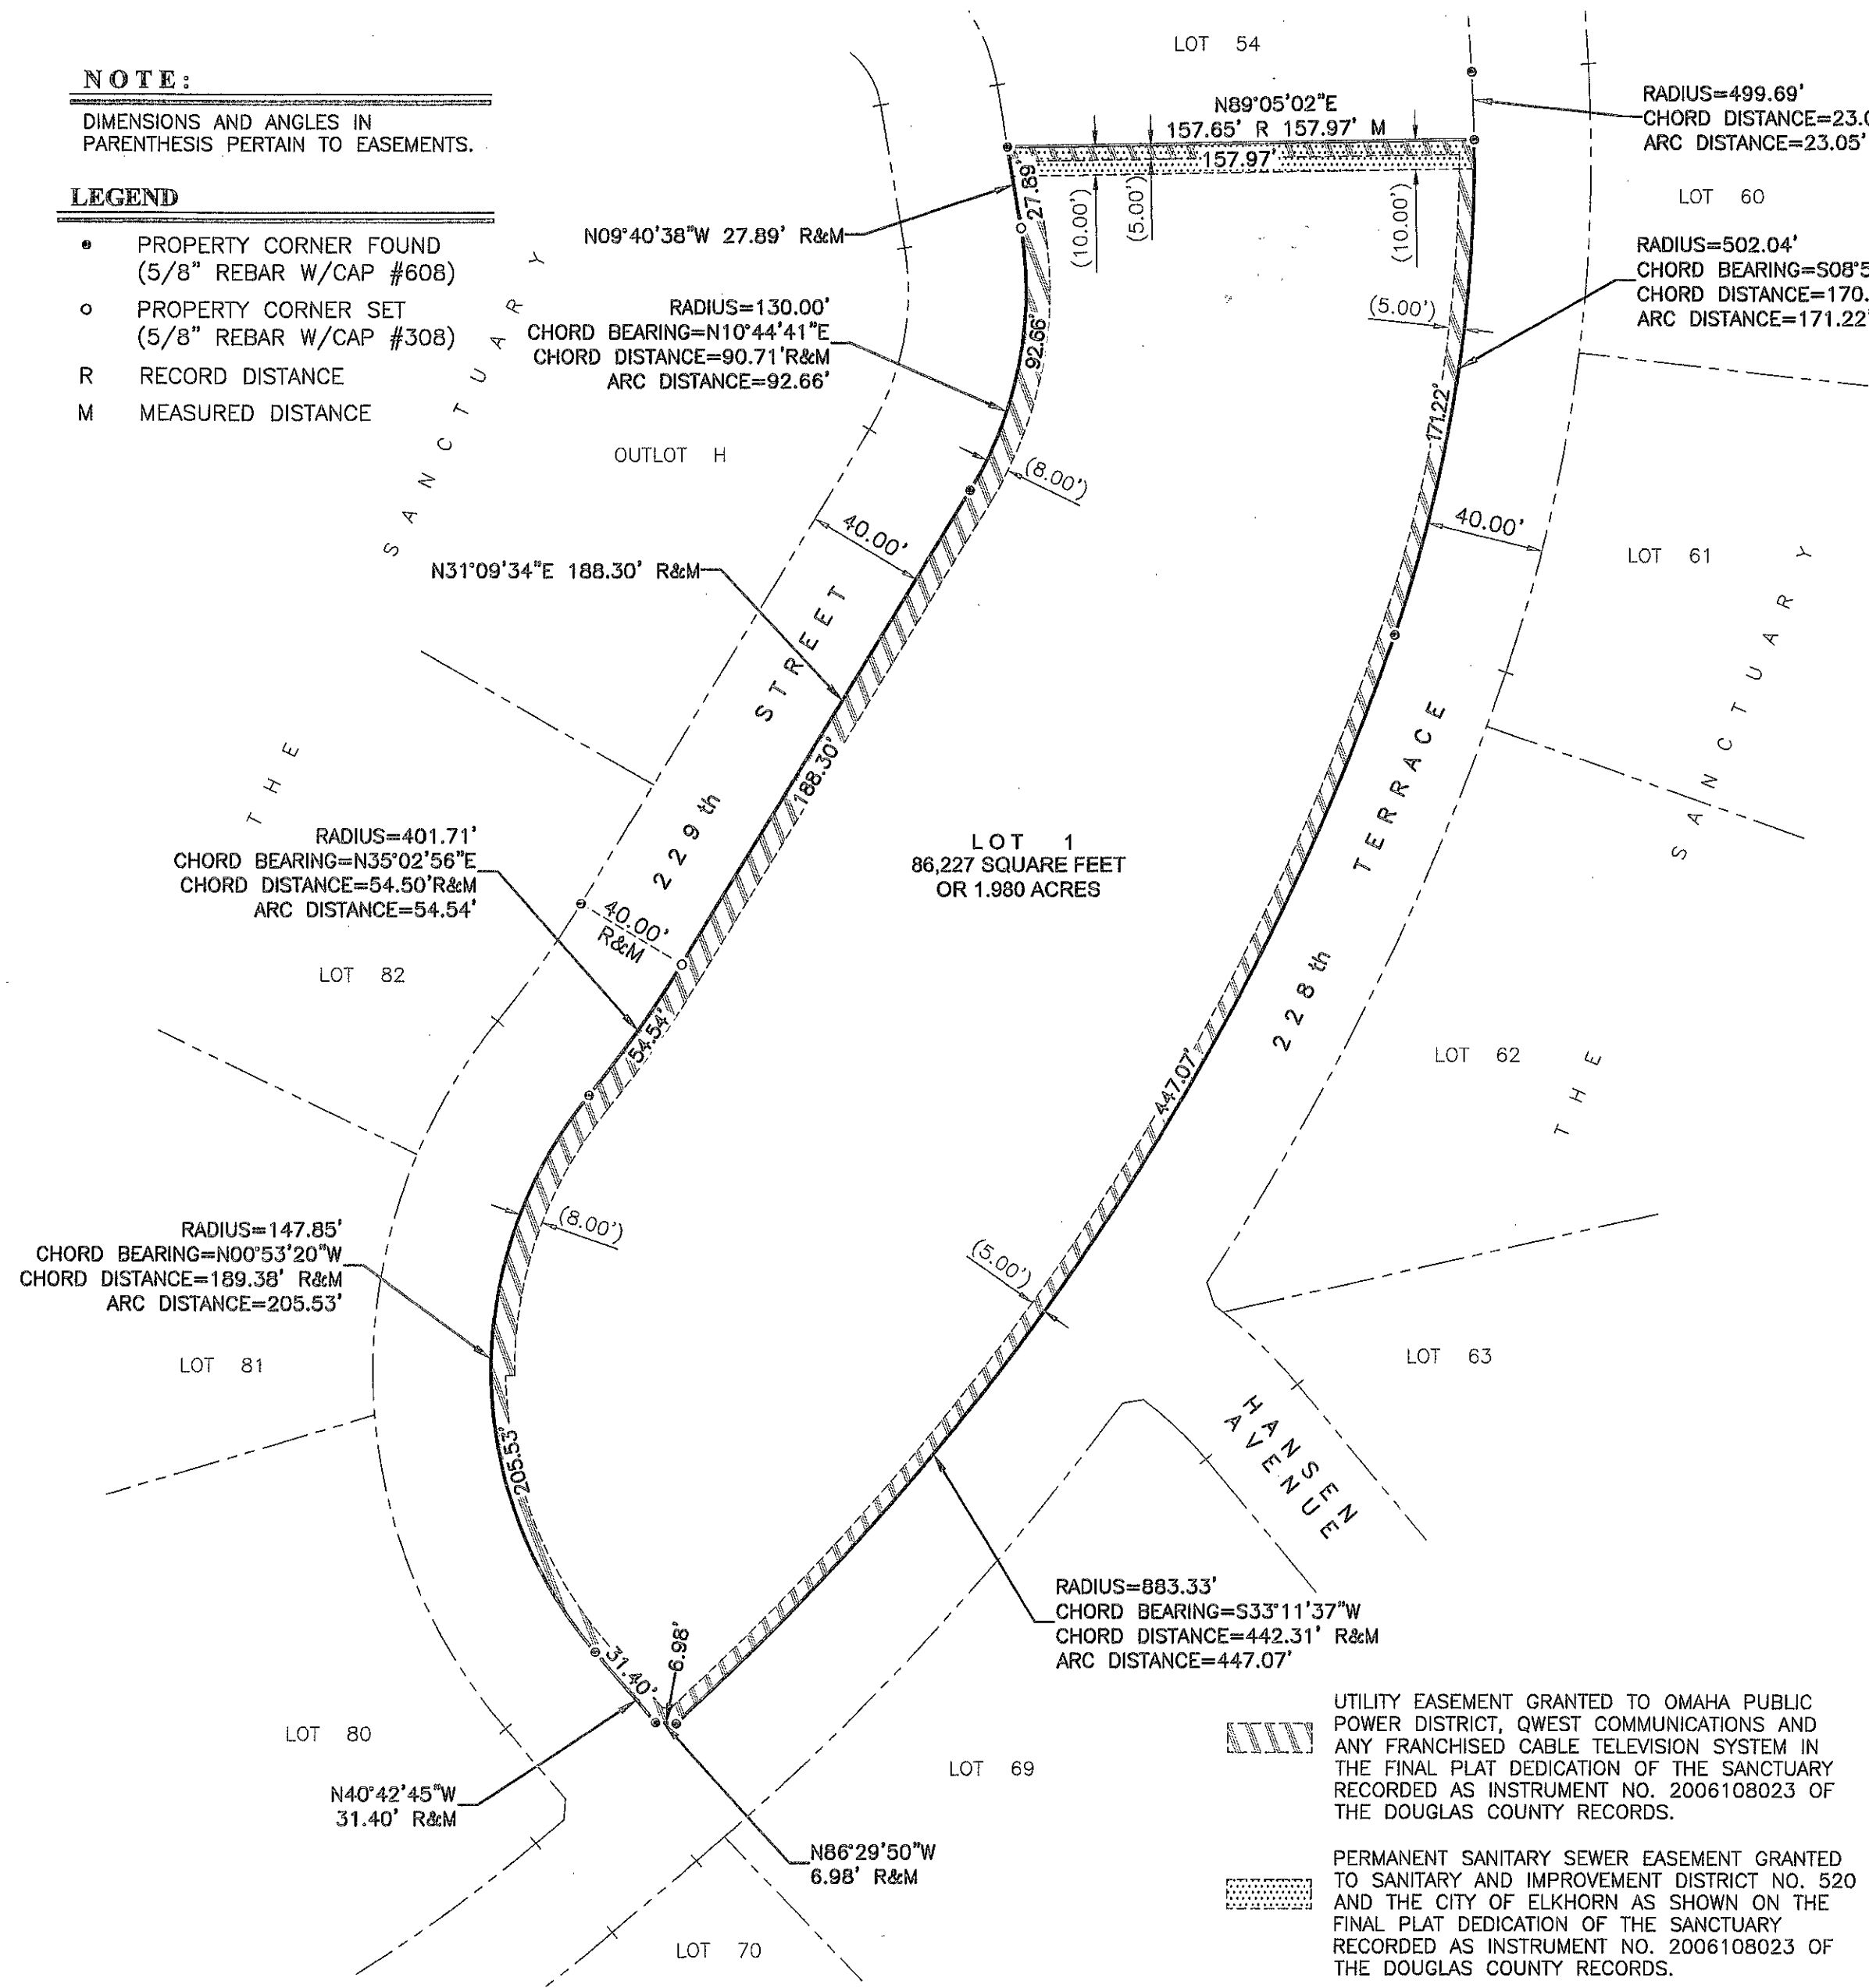 NOTE:
DIMENSIONS AND ANGLES IN
PARENTHESIS PERTAIN TO EASEMENTS.
LEGEND
PROPERTY CORNER FOUND
(5/8" REBAR W/CAP #608)
PROPERTY CORNER SET
(5/8" REBAR W/CAP #308)
R RECORD DISTANCE
M MEASURED DISTANCE
LOT 54
N89°05'02"E
157.65' R 157.97' M
157.97'
(10.00')
(5.00')
(10.00')
RADIUS=499.69'
CHORD DISTANCE=23.0
ARC DISTANCE=23.05'
LOT 60
RADIUS=502.04'
CHORD BEARING=S08°5
CHORD DISTANCE=170.
ARC DISTANCE=171.22'
N09°40'38"W 27.89' R&M
27.89'
RADIUS=130.00'
CHORD BEARING=N10°44'41"E
CHORD DISTANCE=90.71'R&M
ARC DISTANCE=92.66'
92.66'
(5.00')
171.22'
OUTLOT H
(8.00')
40.00'
40.00'
LOT 61
N31°09'34"E 188.30' R&M
THE SANCTUARY
229th STREET
188.30'
228th TERRACE
THE SANCTUARY
LOT 1
86,227 SQUARE FEET
OR 1.980 ACRES
RADIUS=401.71'
CHORD BEARING=N35°02'56"E
CHORD DISTANCE=54.50'R&M
ARC DISTANCE=54.54'
40.00'
R&M
LOT 82
54.54'
447.07'
LOT 62
(8.00')
(5.00')
RADIUS=147.85'
CHORD BEARING=N00°53'20"W
CHORD DISTANCE=189.38' R&M
ARC DISTANCE=205.53'
LOT 81
205.53'
LOT 63
HANSEN
AVENUE
RADIUS=883.33'
CHORD BEARING=S33°11'37"W
CHORD DISTANCE=442.31' R&M
ARC DISTANCE=447.07'
31.40'
6.98'
LOT 80
N40°42'45"W
31.40' R&M
LOT 69
N86°29'50"W
6.98' R&M
LOT 70
UTILITY EASEMENT GRANTED TO OMAHA PUBLIC
POWER DISTRICT, QWEST COMMUNICATIONS AND
ANY FRANCHISED CABLE TELEVISION SYSTEM IN
THE FINAL PLAT DEDICATION OF THE SANCTUARY
RECORDED AS INSTRUMENT NO. 2006108023 OF
THE DOUGLAS COUNTY RECORDS.
PERMANENT SANITARY SEWER EASEMENT GRANTED
TO SANITARY AND IMPROVEMENT DISTRICT NO. 520
AND THE CITY OF ELKHORN AS SHOWN ON THE
FINAL PLAT DEDICATION OF THE SANCTUARY
RECORDED AS INSTRUMENT NO. 2006108023 OF
THE DOUGLAS COUNTY RECORDS.